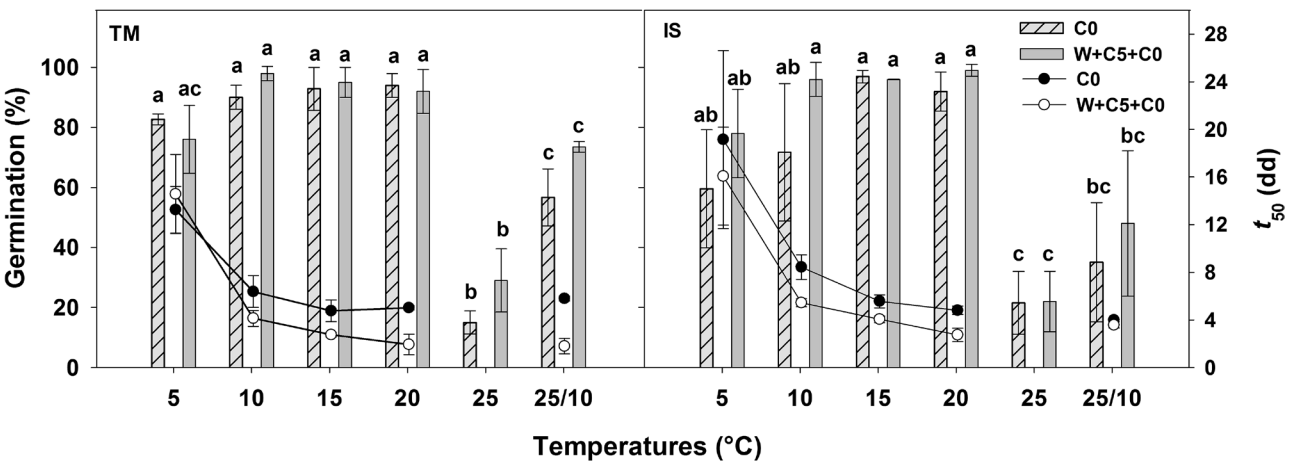 TM
IS
C0
W+C5+C0
C0
W+C5+C0
Germination (%)
100
80
60
40
20
0
28
24
20
16
12
8
4
0
t50 (dd)
a
ac
a
a
a
a
a
a
b
b
c
c
ab
ab
ab
a
a
a
a
a
c
c
bc
bc
5
10
15
20
25
25/10
5
10
15
20
25
25/10
Temperatures (°C)